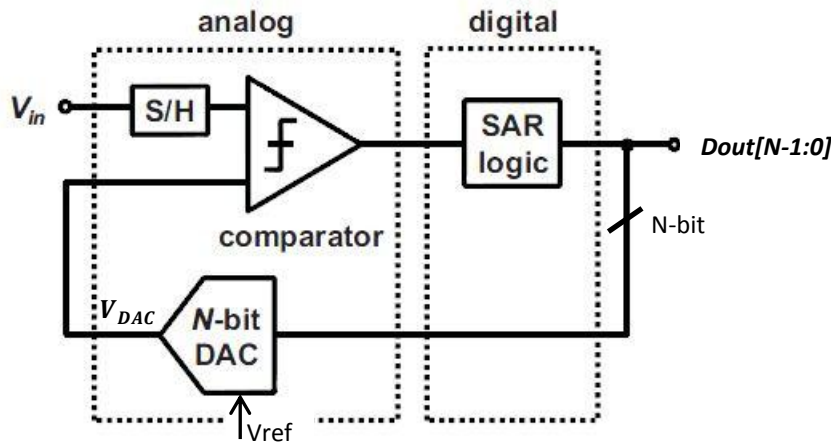 analog
digital
V_in
S/H
SAR
logic
Dout[N-1:0]
comparator
N-bit
V_DAC
N-bit
DAC
Vref